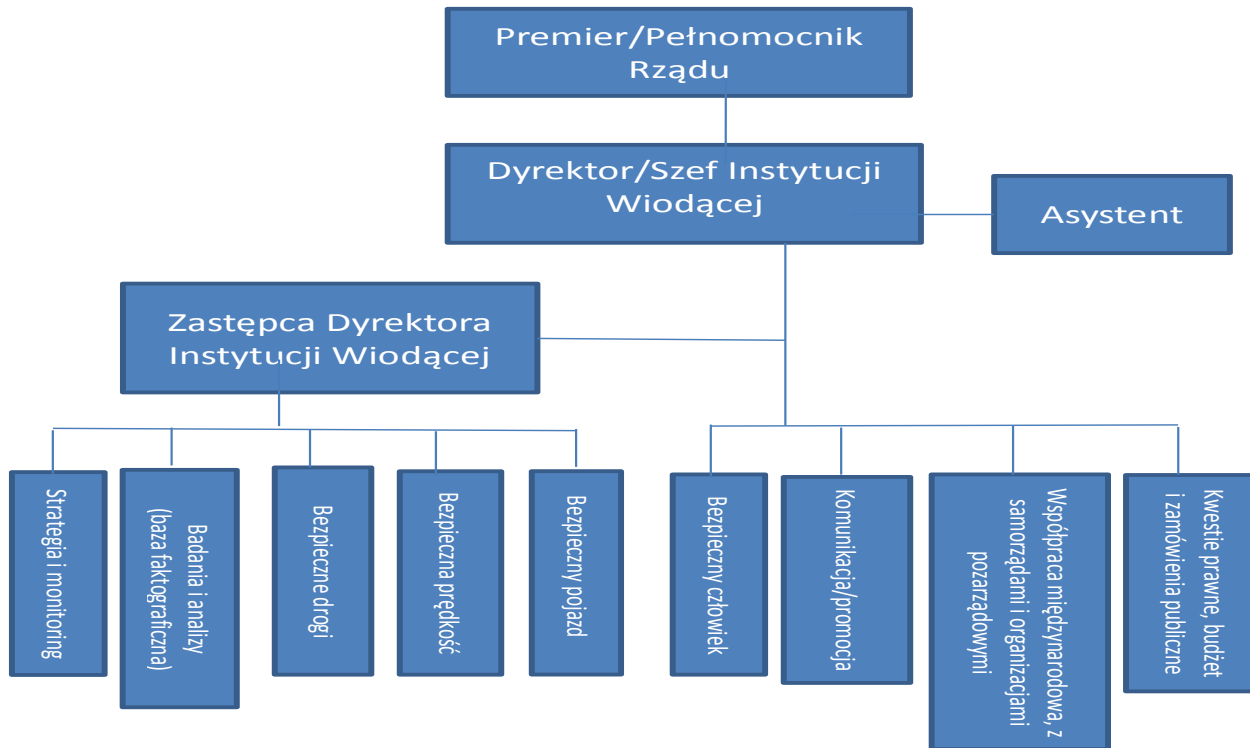 Premier/Pełnomocnik
Rządu
Dyrektor/Szef Instytucji
Wiodącej
Asystent
Zastępca Dyrektora
Instytucji Wiodącej
Strategia i monitoring
Badania i analizy
(baza faktograficzna)
Bezpieczne drogi
Bezpieczna prędkość
Bezpieczny pojazd
Bezpieczny człowiek
Komunikacja/promocja
Współpraca międzynarodowa, z
samorządami i organizacjami
pozarządowymi
Kwestie prawne, budżet
i zamówienia publiczne